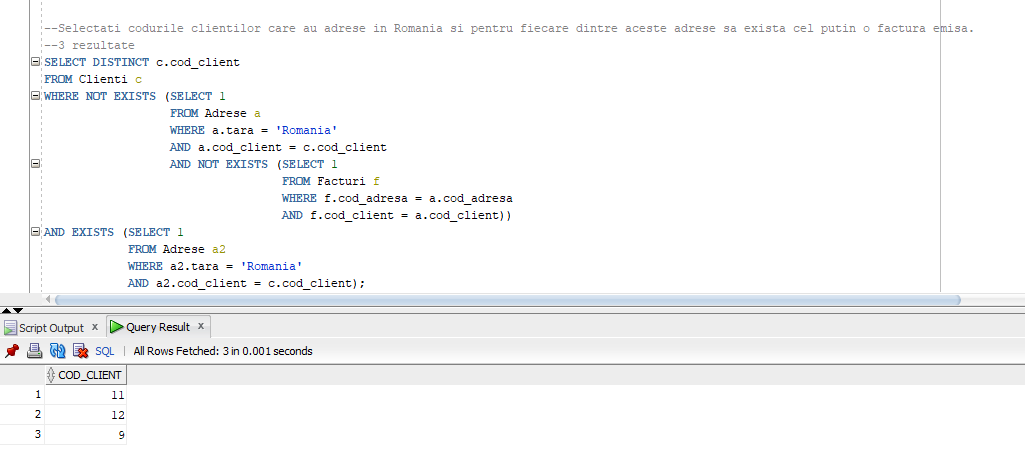 --Selectati codurile clientilor care au adrese in Romania si pentru fiecare dintre aceste adrese sa exista cel putin o factura emisa.
--3 rezultate
SELECT DISTINCT c.cod_client
FROM Clienti c
WHERE NOT EXISTS (SELECT 1
FROM Adrese a
WHERE a.tara = 'Romania'
AND a.cod_client = c.cod_client
AND NOT EXISTS (SELECT 1
FROM Facturi f
WHERE f.cod_adresa = a.cod_adresa
AND f.cod_client = a.cod_client))
AND EXISTS (SELECT 1
FROM Adrese a2
WHERE a2.tara = 'Romania'
AND a2.cod_client = c.cod_client);
Script Output x Query Result x
SQL | All Rows Fetched: 3 in 0.001 seconds
COD_CLIENT
1 11
2 12
3 9